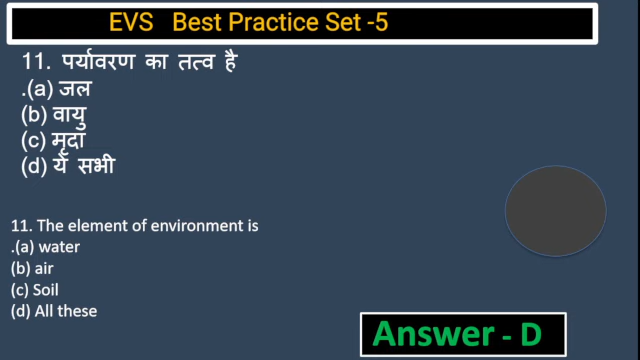 EVS Best Practice Set -5
11. पर्यावरण का तत्व है
.(a) जल
(b) वायु
(c) मृदा
(d) ये सभी
11. The element of environment is
.(a) water
(b) air
(c) Soil
(d) All these
Answer - D